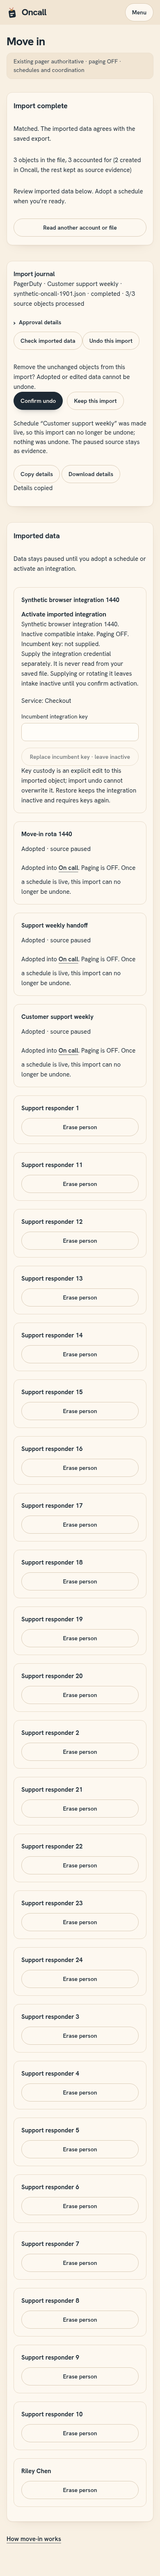 Oncall
Menu
Move in
Existing pager authoritative · paging OFF ·
schedules and coordination
Import complete
Matched. The imported data agrees with the
saved export.
3 objects in the file, 3 accounted for (2 created
in Oncall, the rest kept as source evidence)
Review imported data below. Adopt a schedule
when you're ready.
Read another account or file
Import journal
PagerDuty · Customer support weekly ·
synthetic-oncall-1901.json · completed · 3/3
source objects processed
Approval details
Check imported data
Undo this import
Remove the unchanged objects from this
import? Adopted or edited data cannot be
undone.
Confirm undo
Keep this import
Schedule "Customer support weekly" was made
live, so this import can no longer be undone;
nothing was undone. The paused source stays
as evidence.
Copy details
Download details
Details copied
Imported data
Data stays paused until you adopt a schedule or
activate an integration.
Synthetic browser integration 1440
Activate imported integration
Synthetic browser integration 1440.
Inactive compatible intake. Paging OFF.
Incumbent key: not supplied.
Supply the integration credential
separately. It is never read from your
saved file. Supplying or rotating it leaves
intake inactive until you confirm activation.
Service: Checkout
Incumbent integration key
Replace incumbent key · leave inactive
Key custody is an explicit edit to this
imported object; import undo cannot
overwrite it. Restore keeps the integration
inactive and requires keys again.
Move-in rota 1440
Adopted · source paused
Adopted into On call. Paging is OFF. Once
a schedule is live, this import can no
longer be undone.
Support weekly handoff
Adopted · source paused
Adopted into On call. Paging is OFF. Once
a schedule is live, this import can no
longer be undone.
Customer support weekly
Adopted · source paused
Adopted into On call. Paging is OFF. Once
a schedule is live, this import can no
longer be undone.
Support responder 1
Erase person
Support responder 11
Erase person
Support responder 12
Erase person
Support responder 13
Erase person
Support responder 14
Erase person
Support responder 15
Erase person
Support responder 16
Erase person
Support responder 17
Erase person
Support responder 18
Erase person
Support responder 19
Erase person
Support responder 20
Erase person
Support responder 2
Erase person
Support responder 21
Erase person
Support responder 22
Erase person
Support responder 23
Erase person
Support responder 24
Erase person
Support responder 3
Erase person
Support responder 4
Erase person
Support responder 5
Erase person
Support responder 6
Erase person
Support responder 7
Erase person
Support responder 8
Erase person
Support responder 9
Erase person
Support responder 10
Erase person
Riley Chen
Erase person
How move-in works